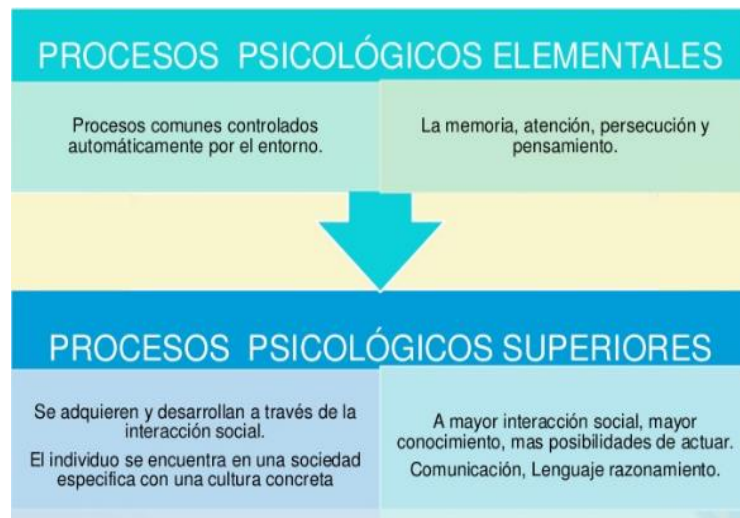 PROCESOS PSICOLÓGICOS ELEMENTALES
Procesos comunes controlados
automáticamente por el entorno.
La memoria, atención, persecución y
pensamiento.
PROCESOS PSICOLÓGICOS SUPERIORES
Se adquieren y desarrollan a través de la
interacción social.
El individuo se encuentra en una sociedad
especifica con una cultura concreta
A mayor interacción social, mayor
conocimiento, mas posibilidades de actuar.
Comunicación, Lenguaje razonamiento.